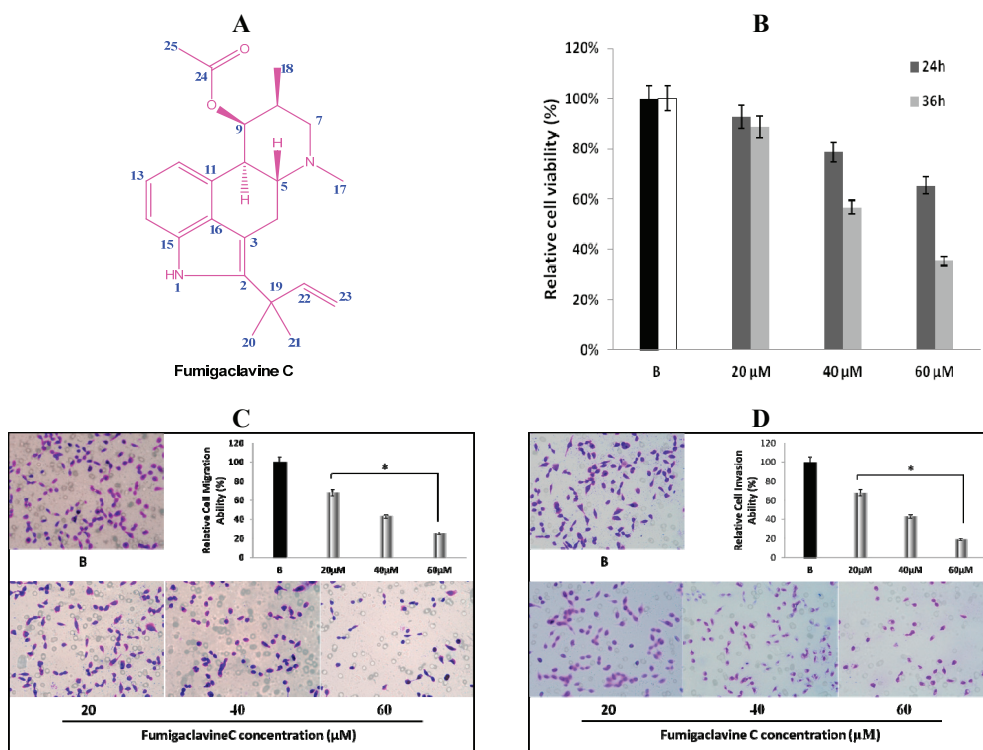 A
25
O
24
18
O
9
H
7
N
13
11
5
17
H
16
15
3
HN
1
2
19
22
23
20
21
Fumigaclavine C
B
Relative cell viability (%)
120%
100%
80%
60%
40%
20%
0%
24h
36h
B 20 µM 40 µM 60 µM
C
B
Relative Cell Migration
Ability (%)
120
100
80
60
40
20
0
*
B 20µM 40µM 60µM
20 40 60
FumigaclavineC concentration (µM)
D
B
Relative Cell Invasion
Ability (%)
120
100
80
60
40
20
0
*
B 20µM 40µM 60µM
20 40 60
Fumigaclavine C concentration (µM)